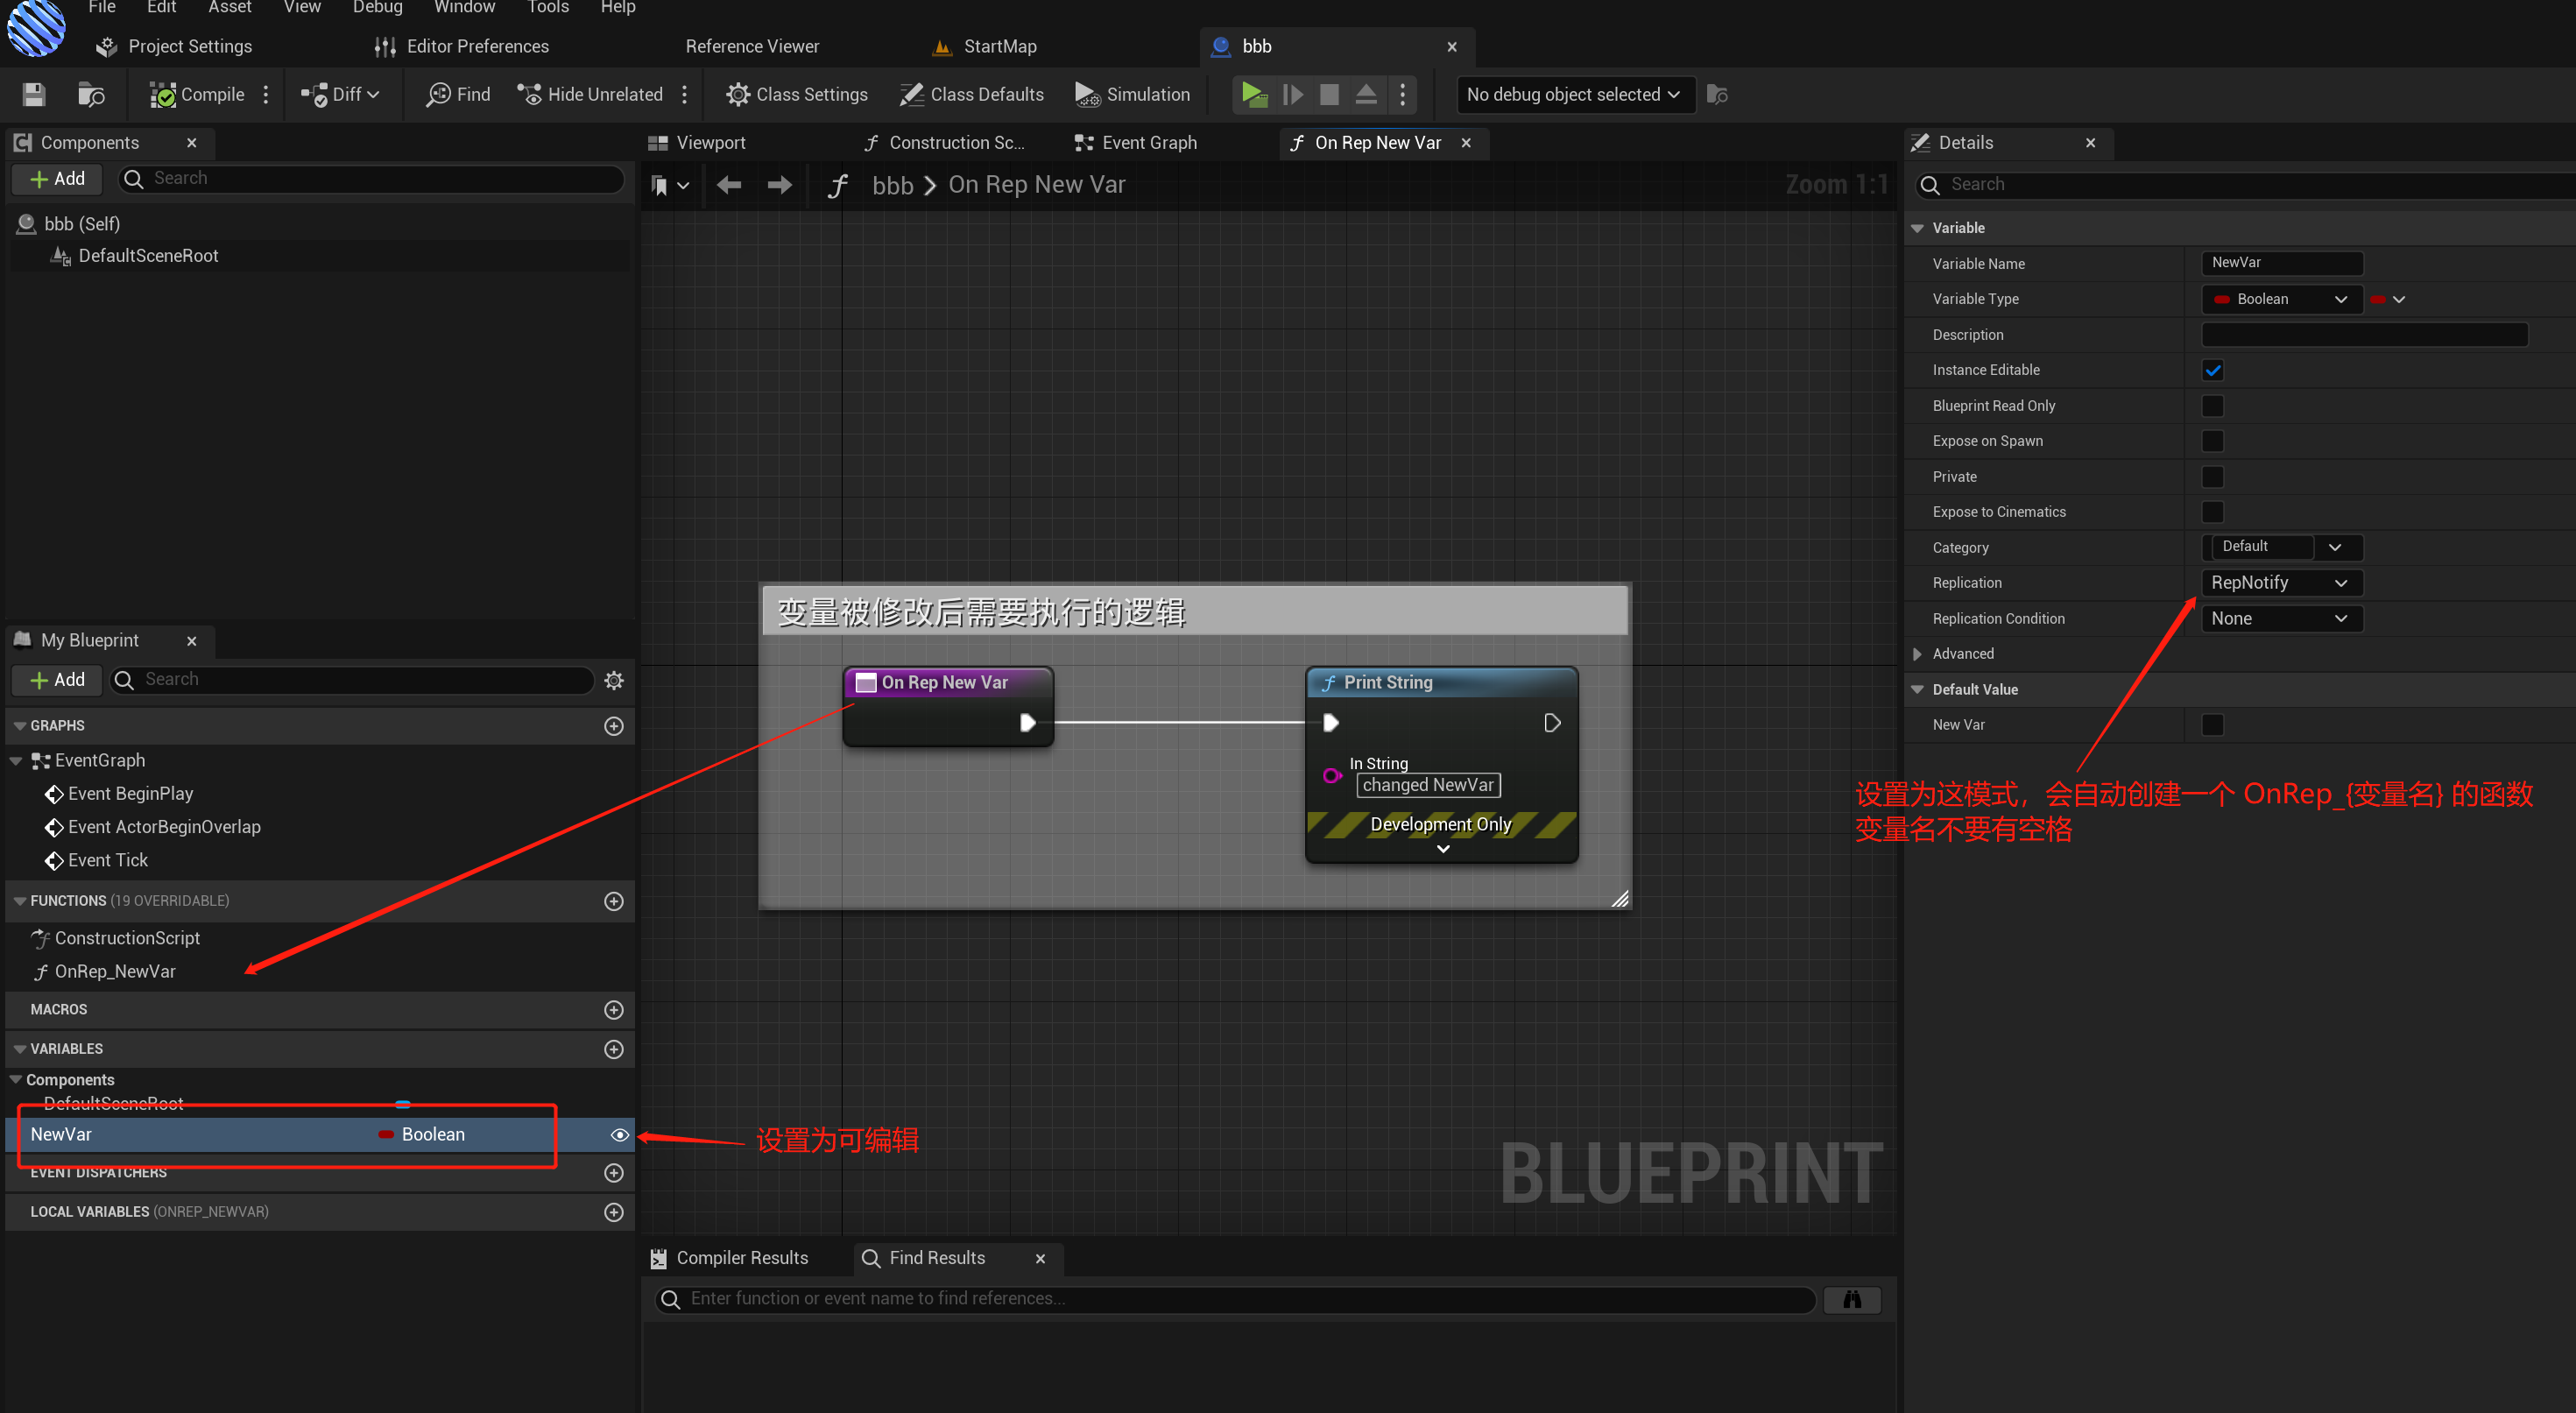 File Edit Asset View Debug Window Tools Help
Project Settings Editor Preferences Reference Viewer StartMap bbb
Compile Diff Find Hide Unrelated Class Settings Class Defaults Simulation No debug object selected
Components
Add Search
bbb (Self)
DefaultSceneRoot
My Blueprint
Add Search
GRAPHS
EventGraph
Event BeginPlay
Event ActorBeginOverlap
Event Tick
FUNCTIONS (19 OVERRIDABLE)
ConstructionScript
OnRep_NewVar
MACROS
VARIABLES
Components
DefaultSceneRoot
NewVar Boolean
设置为可编辑
EVENT DISPATCHERS
LOCAL VARIABLES (ONREP_NEWVAR)
Viewport Construction Sc... Event Graph On Rep New Var
bbb > On Rep New Var Zoom 1:1
变量被修改后需要执行的逻辑
On Rep New Var
Print String
In String
changed NewVar
Development Only
BLUEPRINT
Compiler Results Find Results
Enter function or event name to find references...
Details
Search
Variable
Variable Name NewVar
Variable Type Boolean
Description
Instance Editable
Blueprint Read Only
Expose on Spawn
Private
Expose to Cinematics
Category Default
Replication RepNotify
Replication Condition None
Advanced
Default Value
New Var
设置为这模式，会自动创建一个 OnRep_{变量名} 的函数
变量名不要有空格